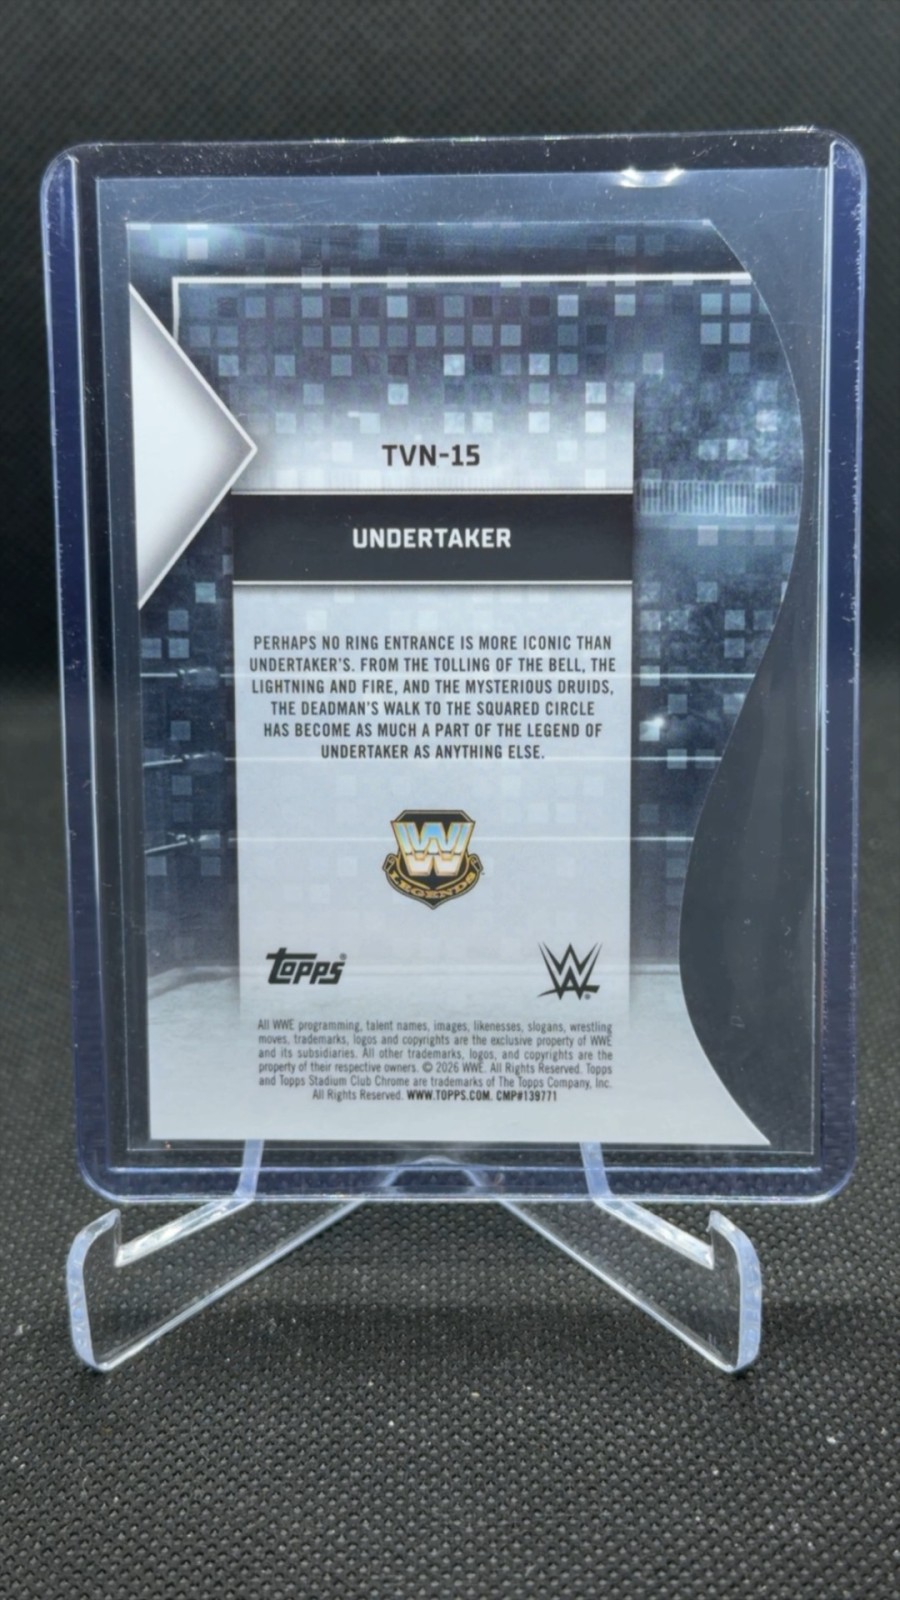 TVN-15
UNDERTAKER
PERHAPS NO RING ENTRANCE IS MORE ICONIC THAN
UNDERTAKER'S. FROM THE TOLLING OF THE BELL, THE
LIGHTNING AND FIRE, AND THE MYSTERIOUS DRUIDS,
THE DEADMAN'S WALK TO THE SQUARED CIRCLE
HAS BECOME AS MUCH A PART OF THE LEGEND OF
UNDERTAKER AS ANYTHING ELSE.
W
LEGENDS
Topps®
W®
All WWE programming, talent names, images, likenesses, slogans, wrestling
moves, trademarks, logos and copyrights are the exclusive property of WWE
and its subsidiaries. All other trademarks, logos, and copyrights are the
property of their respective owners. © 2026 WWE. All Rights Reserved. Topps
and Topps Stadium Club Chrome are trademarks of The Topps Company, Inc.
All Rights Reserved. WWW.TOPPS.COM. CMP#139771